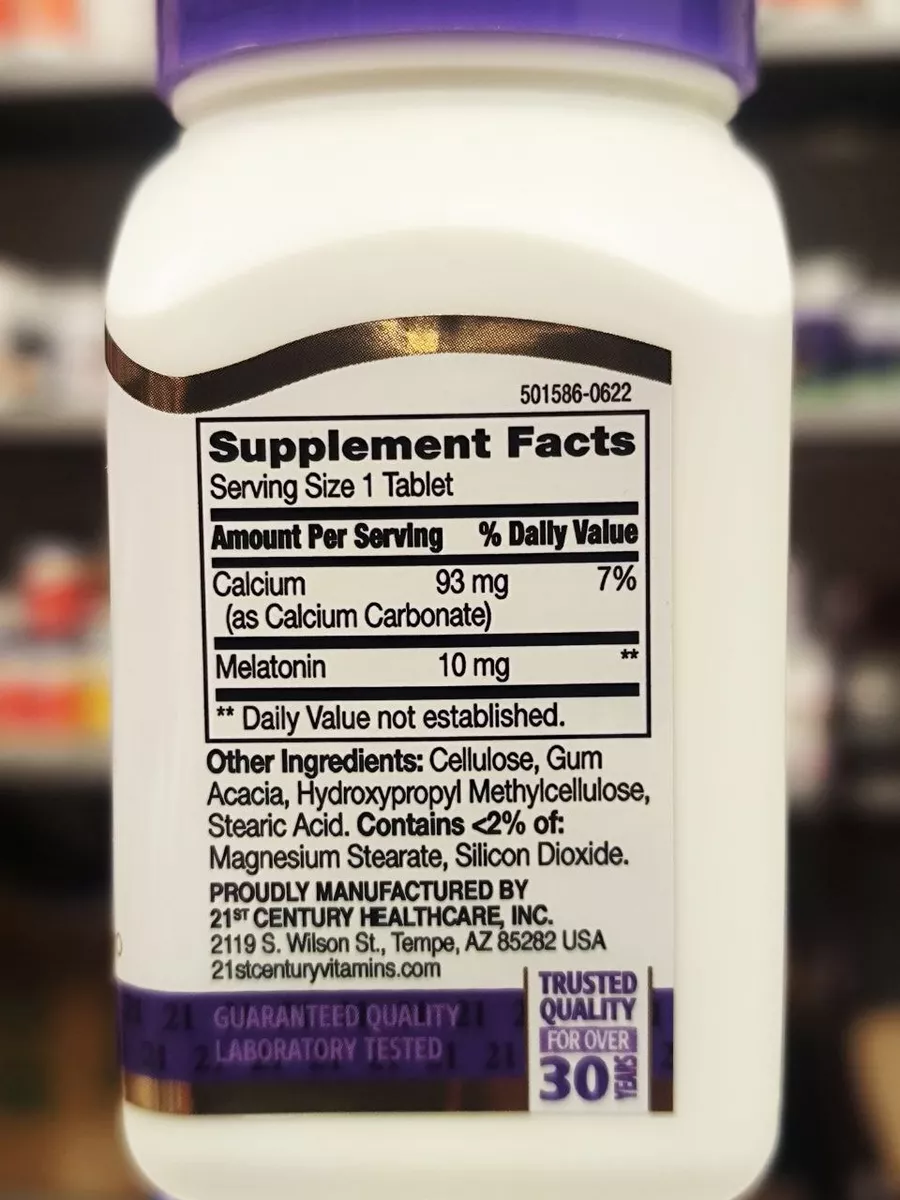 501586-0622
Supplement Facts
Serving Size 1 Tablet
Amount Per Serving % Daily Value
Calcium 93 mg 7%
(as Calcium Carbonate)
Melatonin 10 mg **
** Daily Value not established.
Other Ingredients: Cellulose, Gum
Acacia, Hydroxypropyl Methylcellulose,
Stearic Acid. Contains <2% of:
Magnesium Stearate, Silicon Dioxide.
PROUDLY MANUFACTURED BY
21ST CENTURY HEALTHCARE, INC.
2119 S. Wilson St., Tempe, AZ 85282 USA
21stcenturyvitamins.com
GUARANTEED QUALITY
LABORATORY TESTED
TRUSTED
QUALITY
FOR OVER
30 YEARS